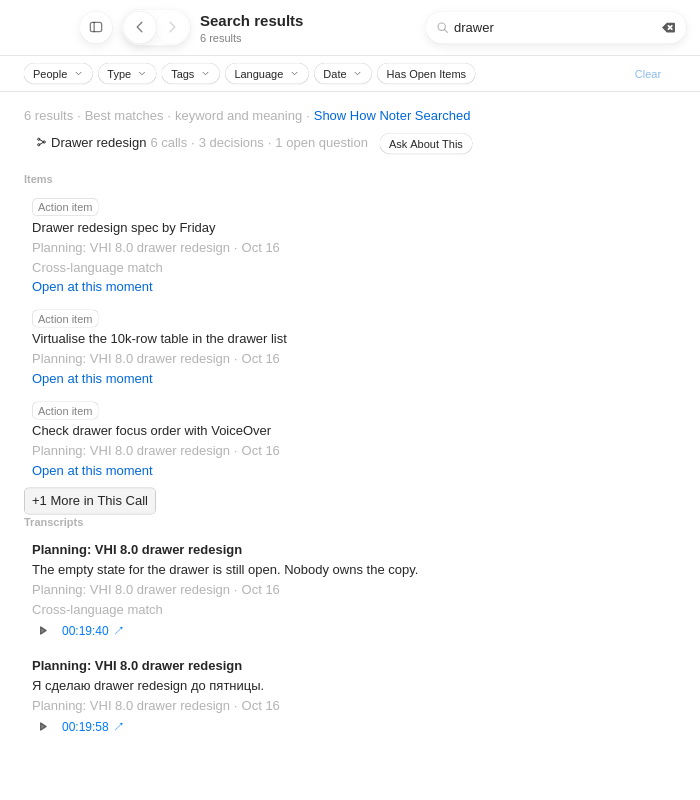 Search results
6 results
drawer
People
Type
Tags
Language
Date
Has Open Items
Clear
6 results · Best matches · keyword and meaning · Show How Noter Searched
Drawer redesign 6 calls · 3 decisions · 1 open question
Ask About This
Items
Action item
Drawer redesign spec by Friday
Planning: VHI 8.0 drawer redesign · Oct 16
Cross-language match
Open at this moment
Action item
Virtualise the 10k-row table in the drawer list
Planning: VHI 8.0 drawer redesign · Oct 16
Open at this moment
Action item
Check drawer focus order with VoiceOver
Planning: VHI 8.0 drawer redesign · Oct 16
Open at this moment
+1 More in This Call
Transcripts
Planning: VHI 8.0 drawer redesign
The empty state for the drawer is still open. Nobody owns the copy.
Planning: VHI 8.0 drawer redesign · Oct 16
Cross-language match
00:19:40
Planning: VHI 8.0 drawer redesign
Я сделаю drawer redesign до пятницы.
Planning: VHI 8.0 drawer redesign · Oct 16
00:19:58